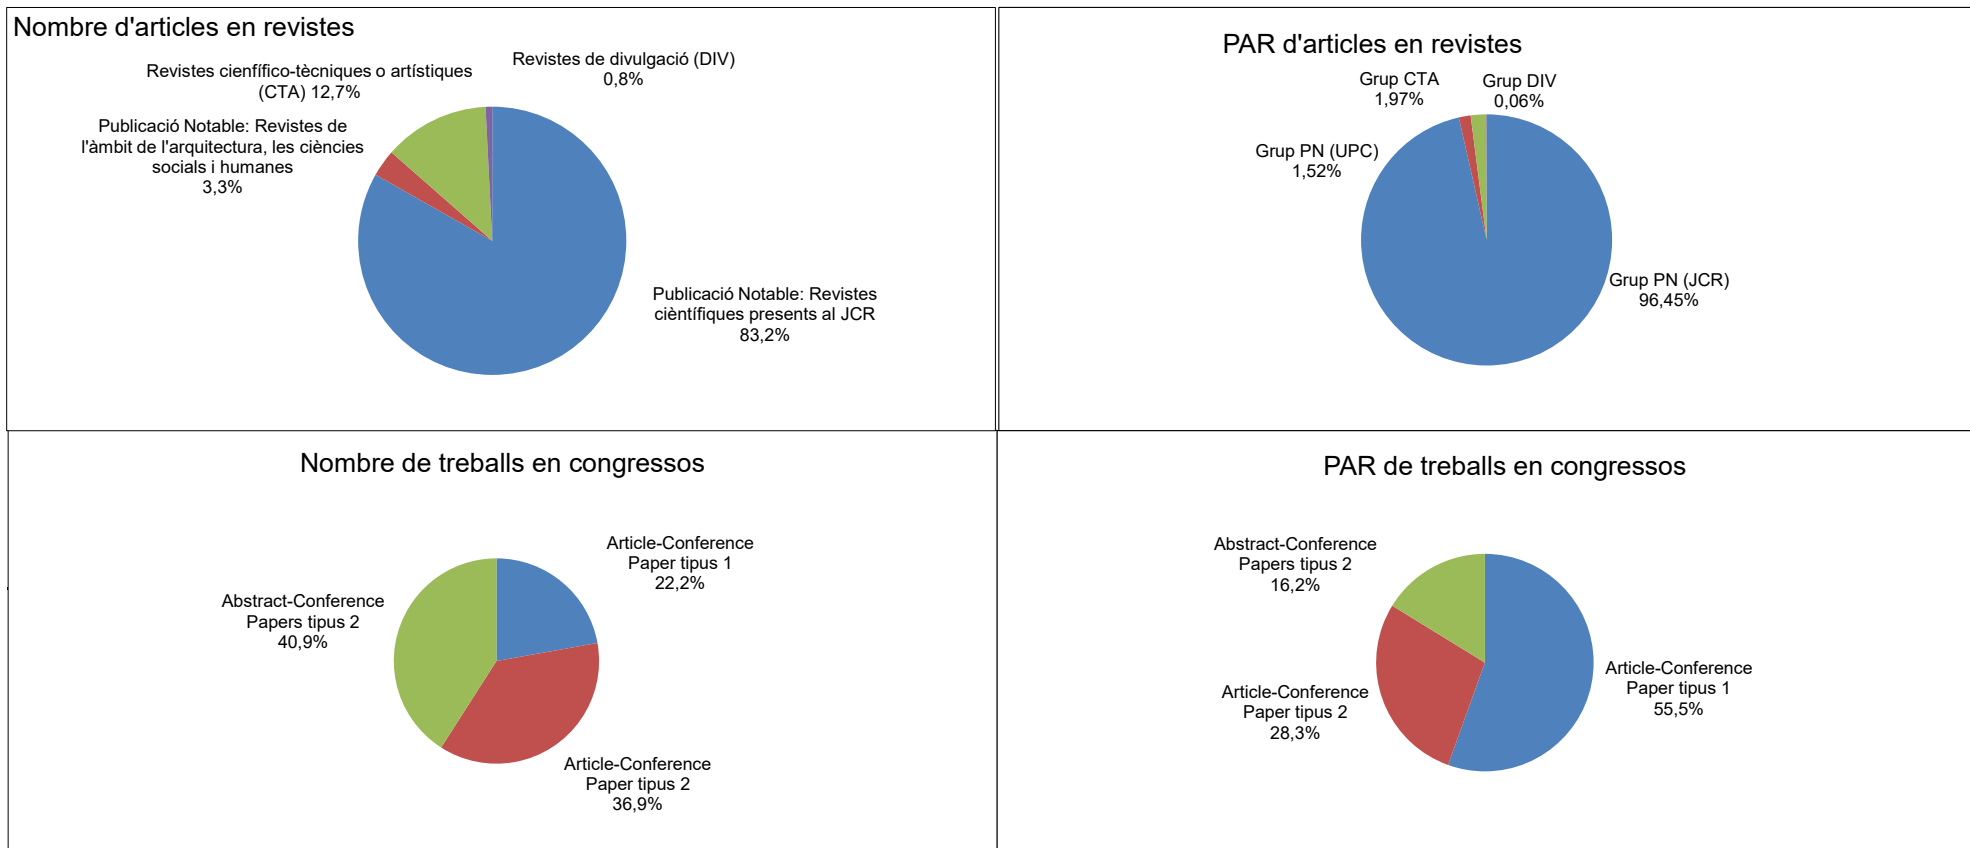 Nombre d'articles en revistes
Revistes de divulgació (DIV)
0,8%
Revistes cienfífico-tècniques o artístiques
(CTA) 12,7%
Publicació Notable: Revistes de
l'àmbit de l'arquitectura, les ciències
socials i humanes
3,3%
Publicació Notable: Revistes
cièntífiques presents al JCR
83,2%
PAR d'articles en revistes
Grup CTA
1,97%
Grup DIV
0,06%
Grup PN (UPC)
1,52%
Grup PN (JCR)
96,45%
Nombre de treballs en congressos
Article-Conference
Paper tipus 1
22,2%
Abstract-Conference
Papers tipus 2
40,9%
Article-Conference
Paper tipus 2
36,9%
PAR de treballs en congressos
Abstract-Conference
Papers tipus 2
16,2%
Article-Conference
Paper tipus 1
55,5%
Article-Conference
Paper tipus 2
28,3%